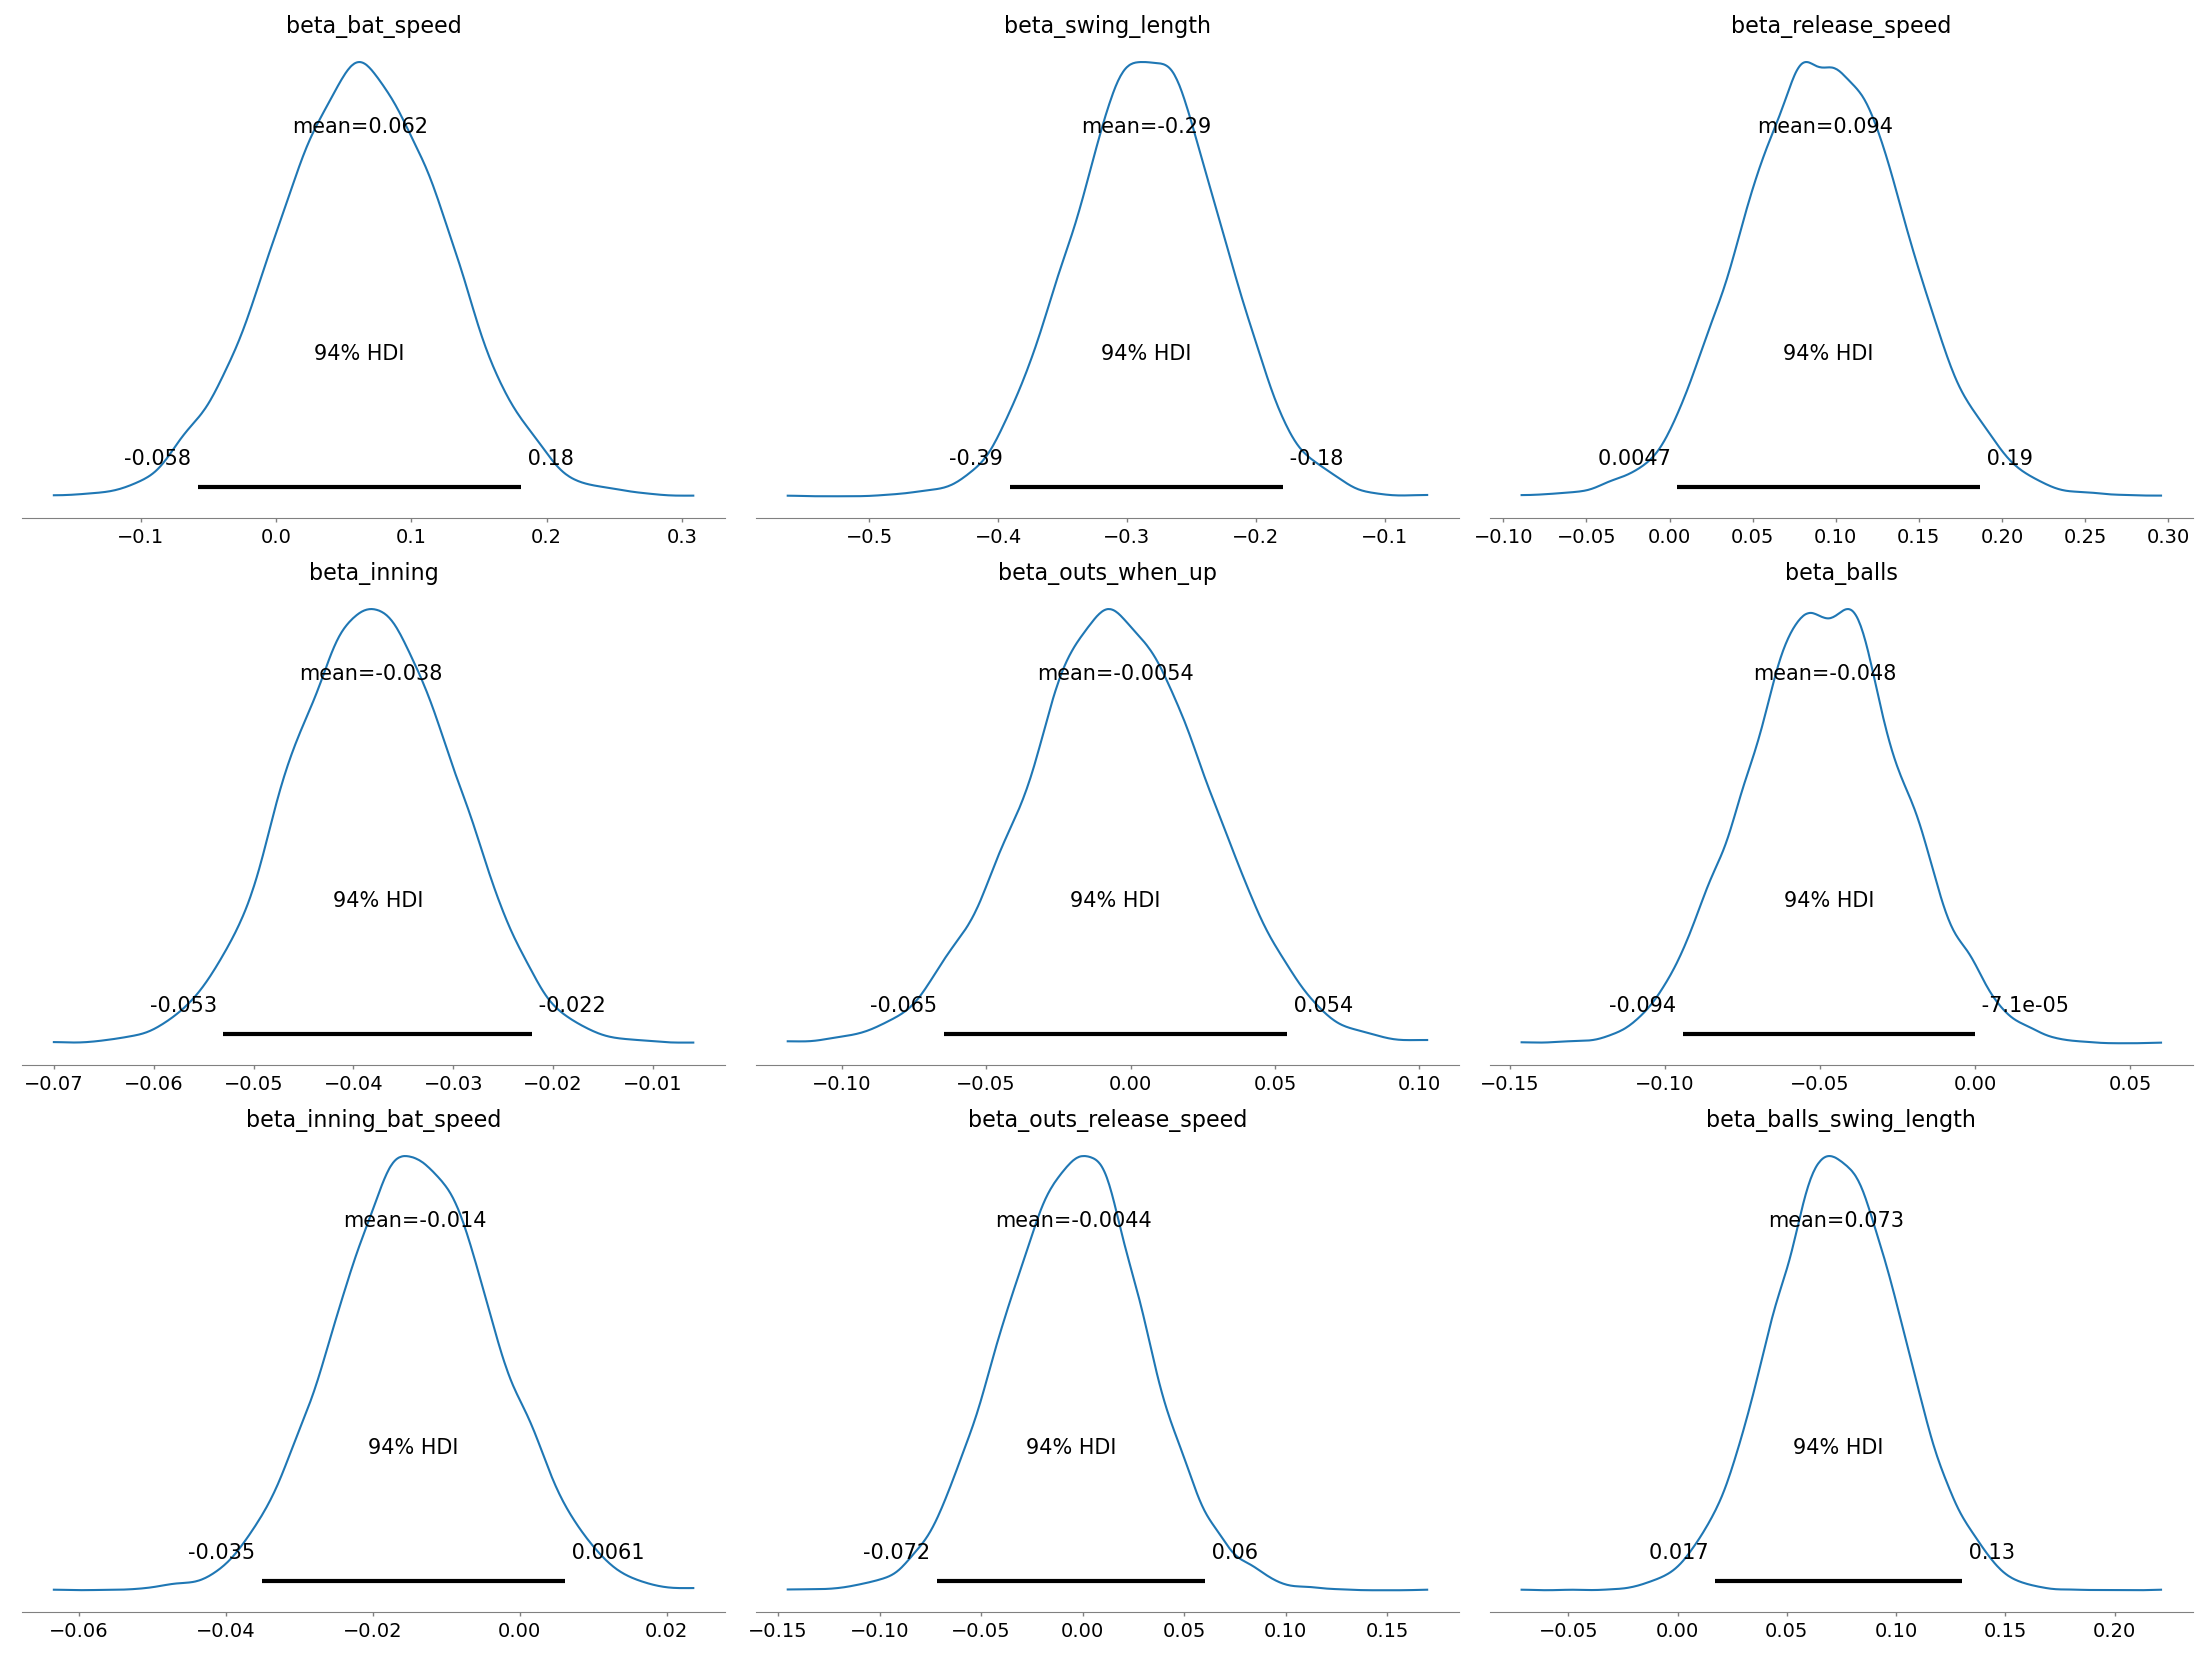 beta_bat_speed
mean=0.062
94% HDI
-0.058 0.18
−0.1 0.0 0.1 0.2 0.3
beta_swing_length
mean=-0.29
94% HDI
-0.39 -0.18
−0.5 −0.4 −0.3 −0.2 −0.1
beta_release_speed
mean=0.094
94% HDI
0.0047 0.19
−0.10 −0.05 0.00 0.05 0.10 0.15 0.20 0.25 0.30
beta_inning
mean=-0.038
94% HDI
-0.053 -0.022
−0.07 −0.06 −0.05 −0.04 −0.03 −0.02 −0.01
beta_outs_when_up
mean=-0.0054
94% HDI
-0.065 0.054
−0.10 −0.05 0.00 0.05 0.10
beta_balls
mean=-0.048
94% HDI
-0.094 -7.1e-05
−0.15 −0.10 −0.05 0.00 0.05
beta_inning_bat_speed
mean=-0.014
94% HDI
-0.035 0.0061
−0.06 −0.04 −0.02 0.00 0.02
beta_outs_release_speed
mean=-0.0044
94% HDI
-0.072 0.06
−0.15 −0.10 −0.05 0.00 0.05 0.10 0.15
beta_balls_swing_length
mean=0.073
94% HDI
0.017 0.13
−0.05 0.00 0.05 0.10 0.15 0.20